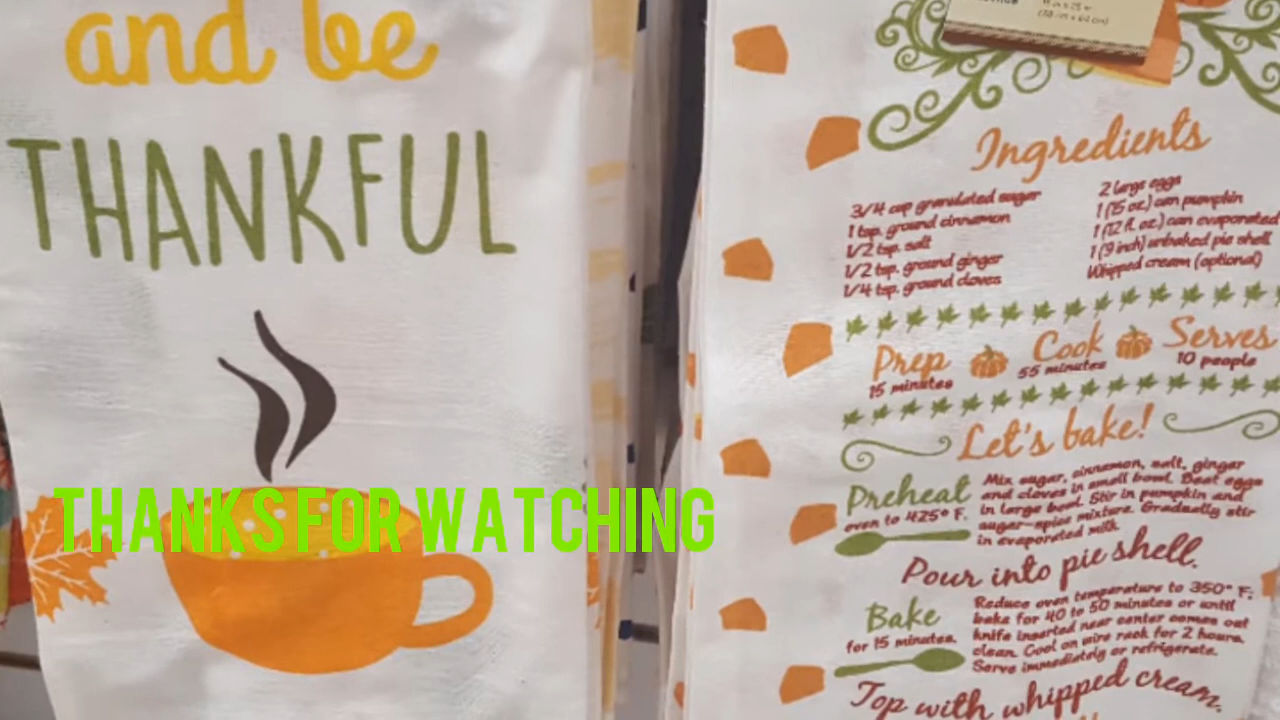 and be
THANKFUL
THANKS FOR WATCHING
Ingredients
3/4 cup granulated sugar
1 tsp. ground cinnamon
1/2 tsp. salt
1/2 tsp. ground ginger
1/4 tsp. ground cloves
2 large eggs
1 (15 oz.) can pumpkin
1 (12 fl. oz.) can evaporated
1 (9 inch) unbaked pie shell
Whipped cream (optional)
Prep
15 minutes
Cook
55 minutes
Serves
10 people
Let's bake!
Preheat
oven to 425° F.
Mix sugar, cinnamon, salt, ginger
and cloves in small bowl. Beat eggs
in large bowl. Stir in pumpkin and
sugar-spice mixture. Gradually stir
in evaporated milk.
Pour into pie shell.
Bake
for 15 minutes.
Reduce oven temperature to 350° F;
bake for 40 to 50 minutes or until
knife inserted near center comes out
clean. Cool on wire rack for 2 hours.
Serve immediately or refrigerate.
Top with whipped cream.